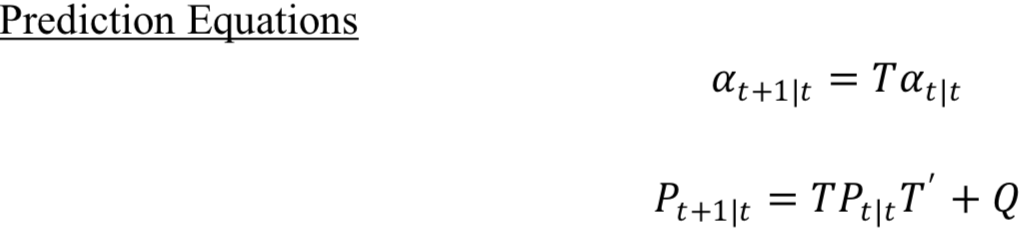 Prediction Equations
α_{t+1|t} = Tα_{t|t}
P_{t+1|t} = TP_{t|t}T′ + Q